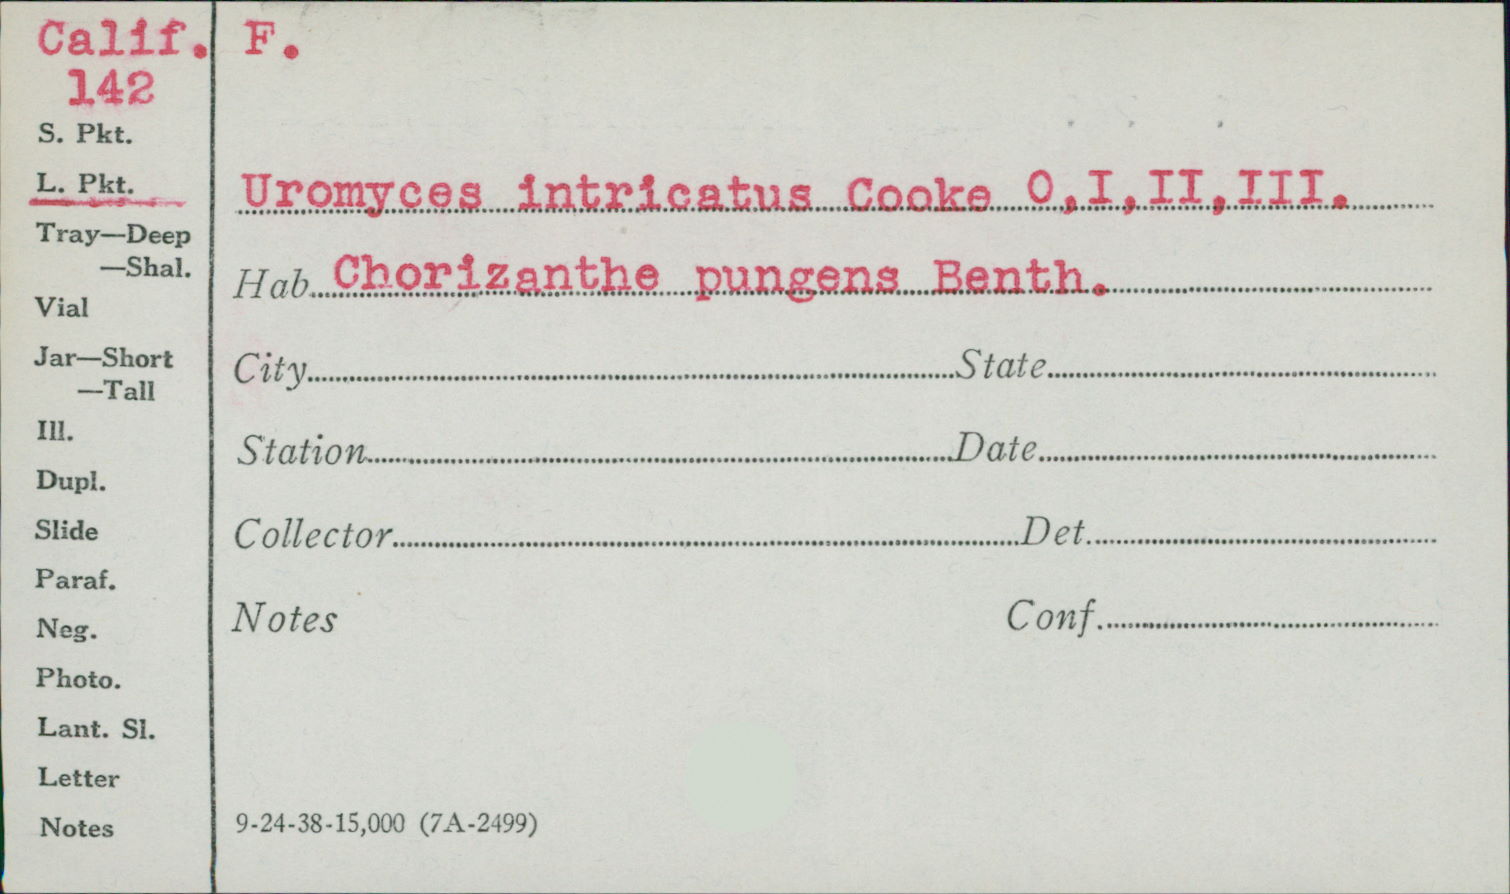 Calif. F.
142
S. Pkt.
L. Pkt.
Uromyces intricatus Cooke O,I,II,III.
Tray—Deep
—Shal.
Hab. Chorizanthe pungens Benth.
Vial
Jar—Short
—Tall
City State
Ill.
Station Date
Dupl.
Slide
Collector Det.
Paraf.
Neg.
Notes Conf.
Photo.
Lant. Sl.
Letter
Notes
9-24-38-15,000 (7A-2499)